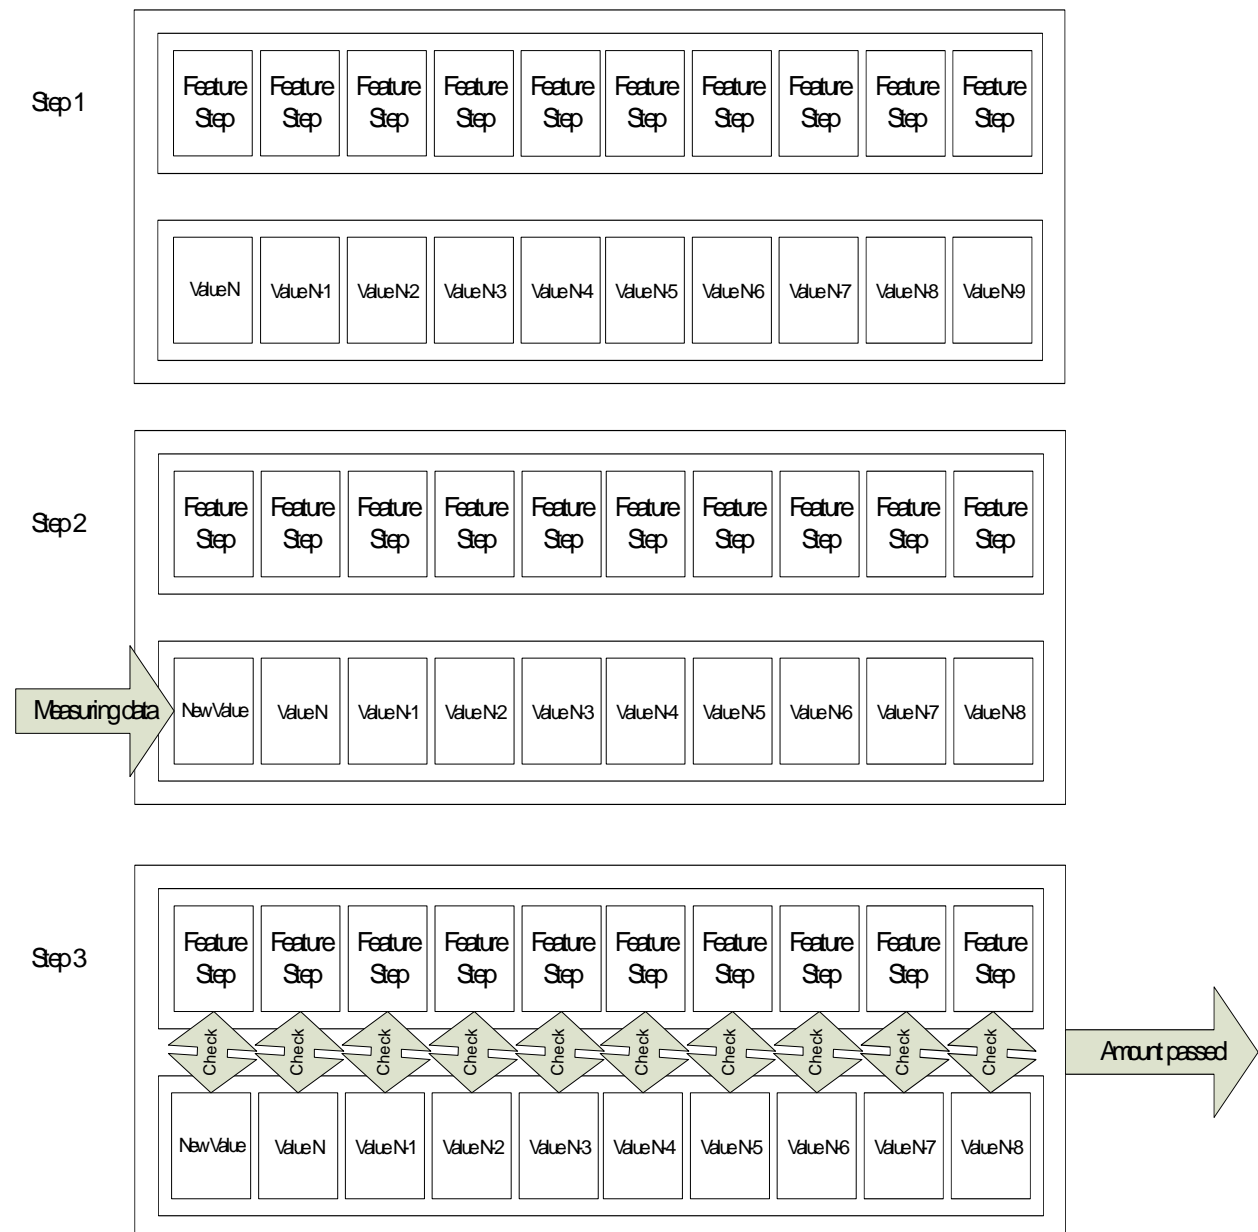 Step 1
Feature Feature Feature Feature Feature Feature Feature Feature Feature Feature
Step Step Step Step Step Step Step Step Step Step
Value N Value N-1 Value N-2 Value N-3 Value N-4 Value N-5 Value N-6 Value N-7 Value N-8 Value N-9
Step 2
Feature Feature Feature Feature Feature Feature Feature Feature Feature Feature
Step Step Step Step Step Step Step Step Step Step
Measuring data
New Value Value N Value N-1 Value N-2 Value N-3 Value N-4 Value N-5 Value N-6 Value N-7 Value N-8
Step 3
Feature Feature Feature Feature Feature Feature Feature Feature Feature Feature
Step Step Step Step Step Step Step Step Step Step
Check Check Check Check Check Check Check Check Check Check
Amount passed
New Value Value N Value N-1 Value N-2 Value N-3 Value N-4 Value N-5 Value N-6 Value N-7 Value N-8